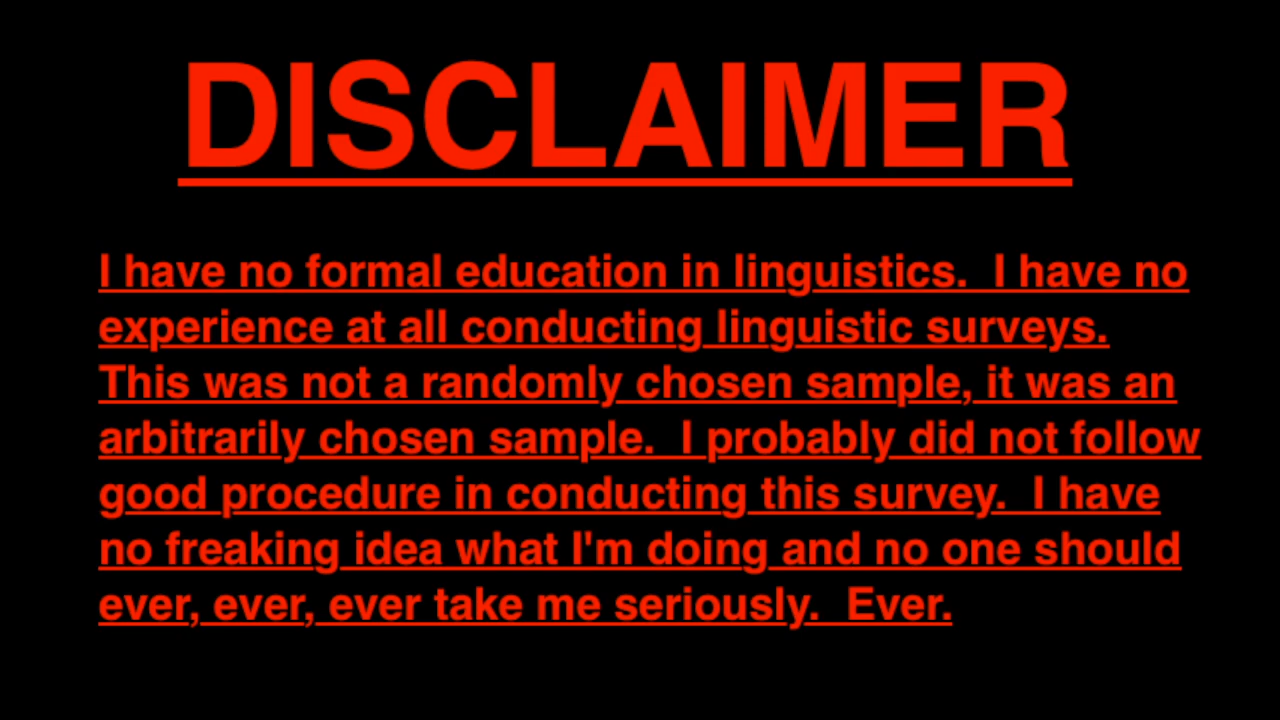 DISCLAIMER
I have no formal education in linguistics.  I have no
experience at all conducting linguistic surveys.
This was not a randomly chosen sample, it was an
arbitrarily chosen sample.  I probably did not follow
good procedure in conducting this survey.  I have
no freaking idea what I'm doing and no one should
ever, ever, ever take me seriously.  Ever.